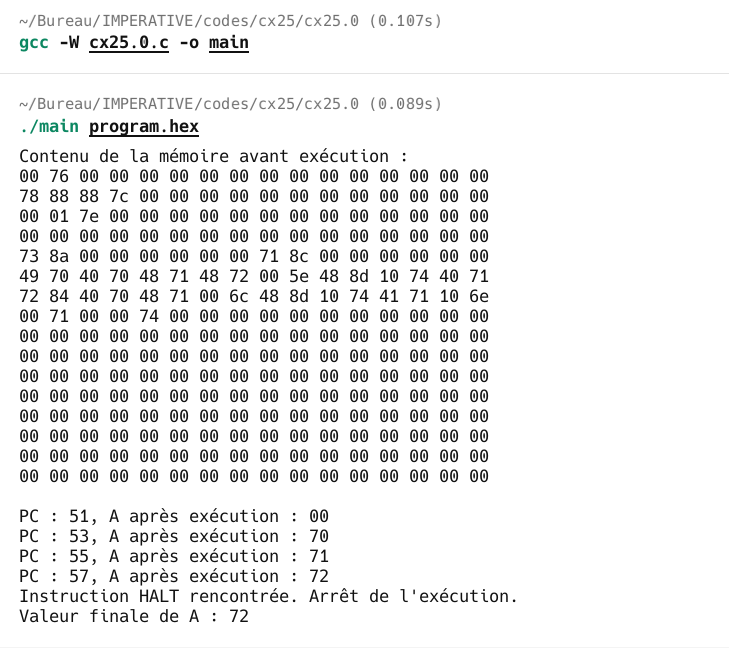 ~/Bureau/IMPERATIVE/codes/cx25/cx25.0 (0.107s)
gcc -W cx25.0.c -o main
~/Bureau/IMPERATIVE/codes/cx25/cx25.0 (0.089s)
./main program.hex
Contenu de la mémoire avant exécution :
00 76 00 00 00 00 00 00 00 00 00 00 00 00 00 00
78 88 88 7c 00 00 00 00 00 00 00 00 00 00 00 00
00 01 7e 00 00 00 00 00 00 00 00 00 00 00 00 00
00 00 00 00 00 00 00 00 00 00 00 00 00 00 00 00
73 8a 00 00 00 00 00 00 71 8c 00 00 00 00 00 00
49 70 40 70 48 71 48 72 00 5e 48 8d 10 74 40 71
72 84 40 70 48 71 00 6c 48 8d 10 74 41 71 10 6e
00 71 00 00 74 00 00 00 00 00 00 00 00 00 00 00
00 00 00 00 00 00 00 00 00 00 00 00 00 00 00 00
00 00 00 00 00 00 00 00 00 00 00 00 00 00 00 00
00 00 00 00 00 00 00 00 00 00 00 00 00 00 00 00
00 00 00 00 00 00 00 00 00 00 00 00 00 00 00 00
00 00 00 00 00 00 00 00 00 00 00 00 00 00 00 00
00 00 00 00 00 00 00 00 00 00 00 00 00 00 00 00
00 00 00 00 00 00 00 00 00 00 00 00 00 00 00 00
00 00 00 00 00 00 00 00 00 00 00 00 00 00 00 00
PC : 51, A après exécution : 00
PC : 53, A après exécution : 70
PC : 55, A après exécution : 71
PC : 57, A après exécution : 72
Instruction HALT rencontrée. Arrêt de l'exécution.
Valeur finale de A : 72